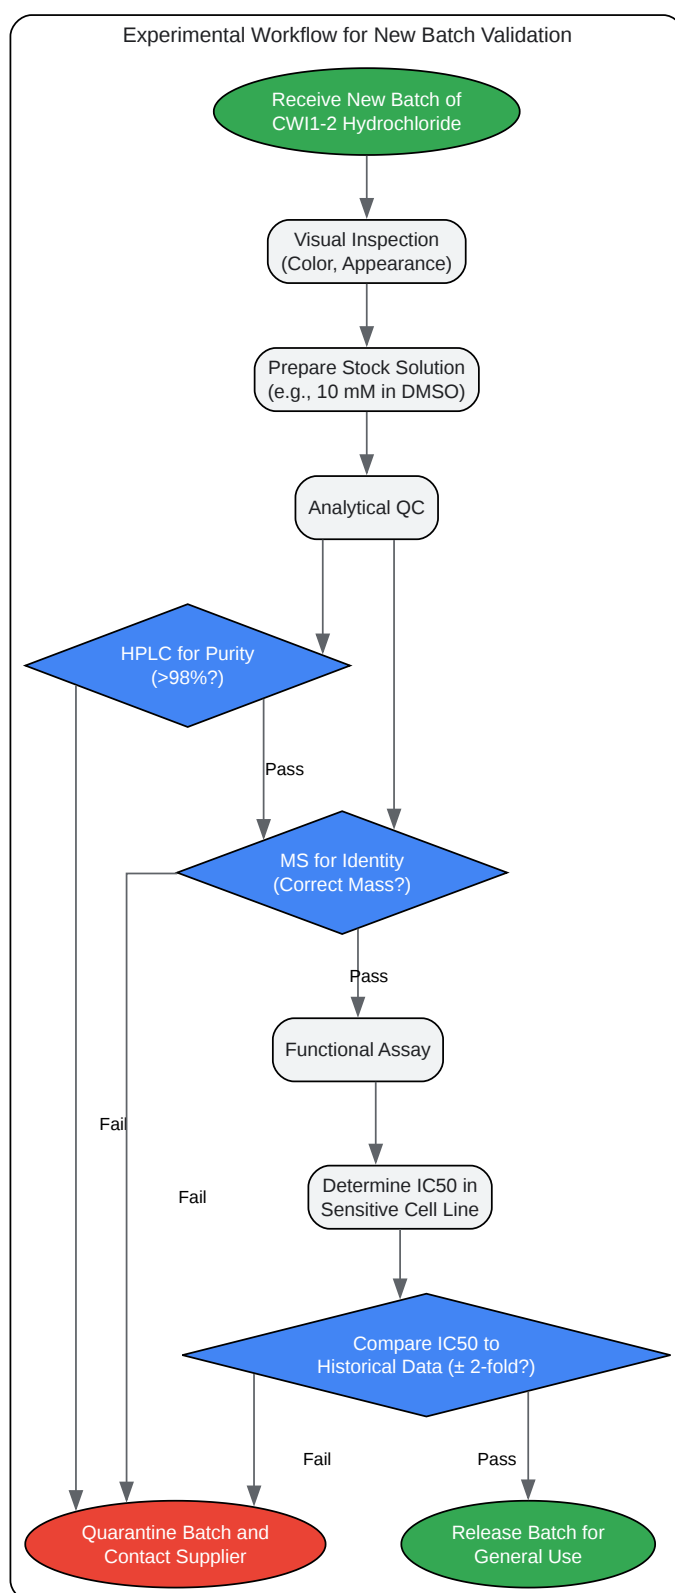 Experimental Workflow for New Batch Validation
Receive New Batch of
CWI1-2 Hydrochloride
Visual Inspection
(Color, Appearance)
Prepare Stock Solution
(e.g., 10 mM in DMSO)
Analytical QC
HPLC for Purity
(>98%?)
Pass
MS for Identity
(Correct Mass?)
Pass
Functional Assay
Fail
Fail
Determine IC50 in
Sensitive Cell Line
Compare IC50 to
Historical Data (± 2-fold?)
Fail
Pass
Quarantine Batch and
Contact Supplier
Release Batch for
General Use